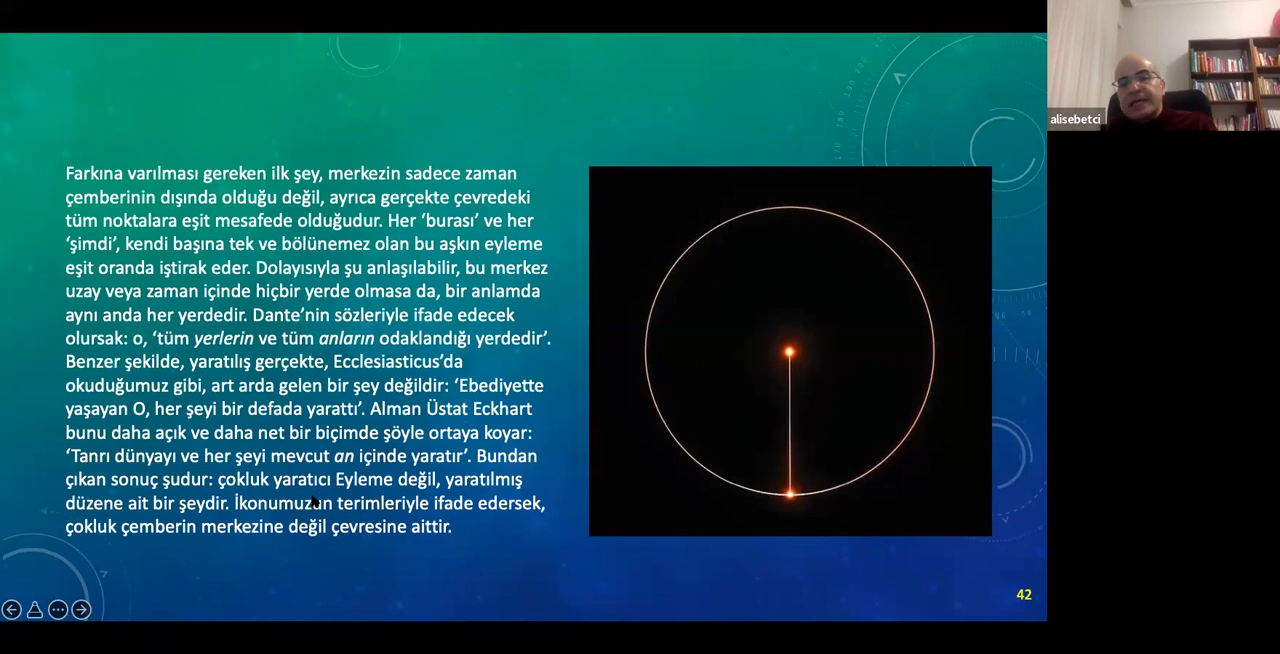 Farkına varılması gereken ilk şey, merkezin sadece zaman
çemberinin dışında olduğu değil, ayrıca gerçekte çevredeki
tüm noktalara eşit mesafede olduğudur. Her ‘burası’ ve her
‘şimdi’, kendi başına tek ve bölünemez olan bu aşkın eyleme
eşit oranda iştirak eder. Dolayısıyla şu anlaşılabilir, bu merkez
uzay veya zaman içinde hiçbir yerde olmasa da, bir anlamda
aynı anda her yerdedir. Dante’nin sözleriyle ifade edecek
olursak: o, ‘tüm yerlerin ve tüm anların odaklandığı yerdedir’.
Benzer şekilde, yaratılış gerçekte, Ecclesiasticus’da
okuduğumuz gibi, art arda gelen bir şey değildir: ‘Ebediyette
yaşayan O, her şeyi bir defada yarattı’. Alman Üstat Eckhart
bunu daha açık ve daha net bir biçimde şöyle ortaya koyar:
‘Tanrı dünyayı ve her şeyi mevcut an içinde yaratır’. Bundan
çıkan sonuç şudur: çokluk yaratıcı Eyleme değil, yaratılmış
düzene ait bir şeydir. İkonumuzun terimleriyle ifade edersek,
çokluk çemberin merkezine değil çevresine aittir.
42
alisebetci